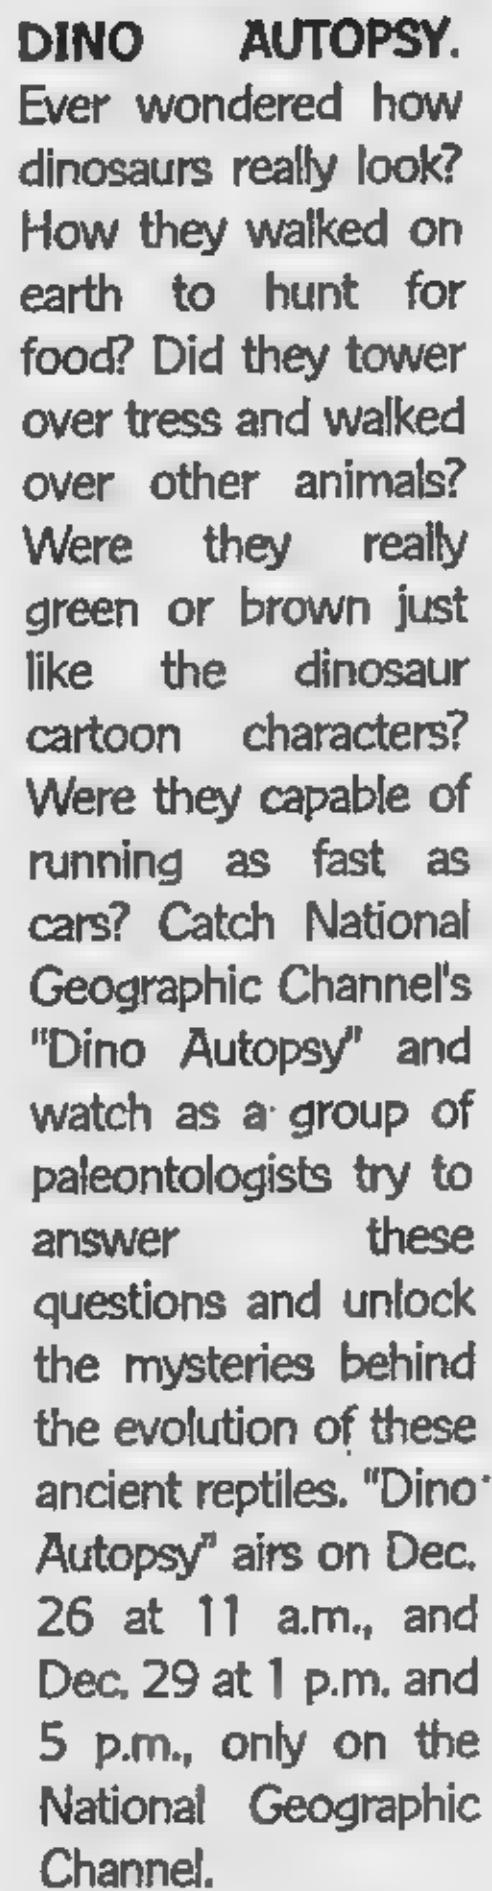 DINO AUTOPSY.
Ever wondered how
dinosaurs really look?
How they walked on
earth to hunt for
food? Did they tower
over tress and walked
over other animals?
Were they really
green or brown just
like the dinosaur
cartoon characters?
Were they capable of
running as fast as
cars? Catch National
Geographic Channel's
"Dino Autopsy" and
watch as a group of
paleontologists try to
answer these
questions and unlock
the mysteries behind
the evolution of these
ancient reptiles. "Dino
Autopsy" airs on Dec.
26 at 11 a.m., and
Dec. 29 at 1 p.m. and
5 p.m., only on the
National Geographic
Channel.